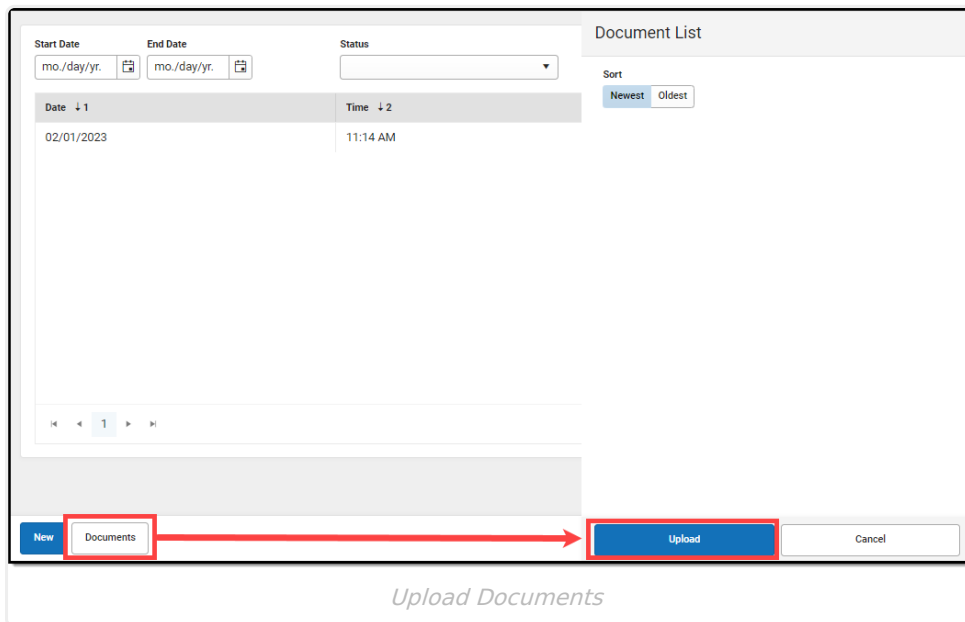 Start Date
End Date
Status
mo./day/yr.
mo./day/yr.
Date ↓ 1
Time ↓ 2
02/01/2023
11:14 AM
1
New
Documents
Document List
Sort
Newest
Oldest
Upload
Cancel
Upload Documents